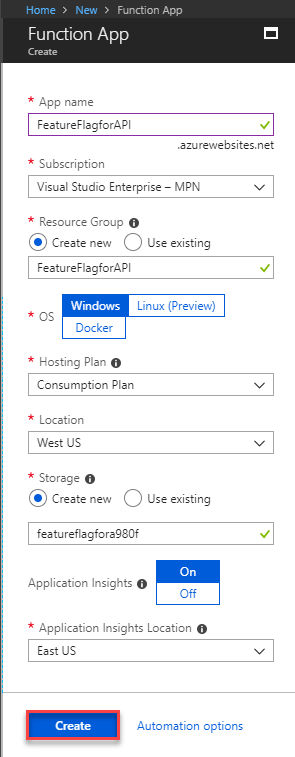 Home > New > Function App
Function App
Create
* App name
FeatureFlagforAPI
.azurewebsites.net
* Subscription
Visual Studio Enterprise – MPN
* Resource Group
Create new Use existing
FeatureFlagforAPI
* OS Windows Linux (Preview)
Docker
* Hosting Plan
Consumption Plan
* Location
West US
* Storage
Create new Use existing
featureflagfora980f
Application Insights On
Off
* Application Insights Location
East US
Create Automation options